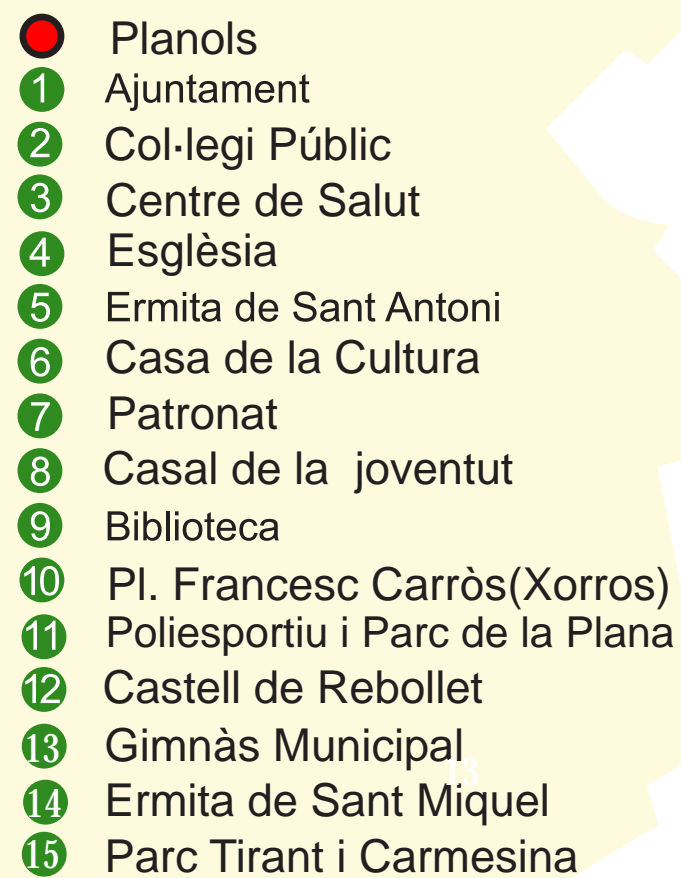 Planols
1 Ajuntament
2 Col·legi Públic
3 Centre de Salut
4 Esglèsia
5 Ermita de Sant Antoni
6 Casa de la Cultura
7 Patronat
8 Casal de la joventut
9 Biblioteca
10 Pl. Francesc Carròs(Xorros)
11 Poliesportiu i Parc de la Plana
12 Castell de Rebollet
13 Gimnàs Municipal
13
14 Ermita de Sant Miquel
15 Parc Tirant i Carmesina